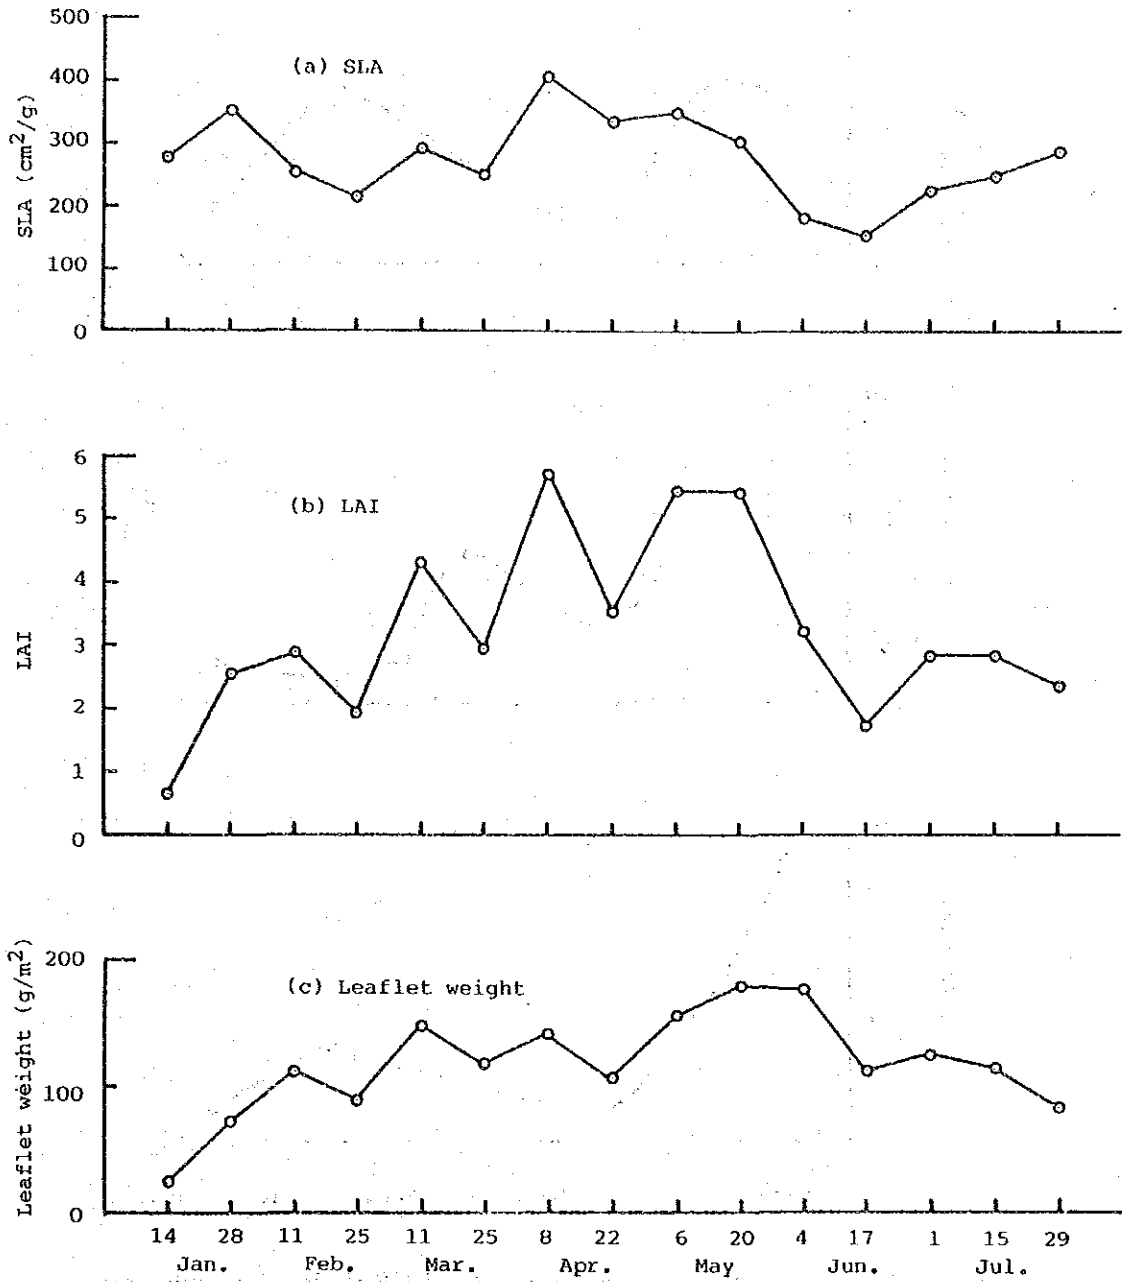 500
400
300
200
100
0
SLA (cm²/g)
(a) SLA
6
5
4
3
2
1
0
LAI
(b) LAI
200
100
0
Leaflet weight (g/m²)
(c) Leaflet weight
14 28 11 25 11 25 8 22 6 20 4 17 1 15 29
Jan. Feb. Mar. Apr. May Jun. Jul.